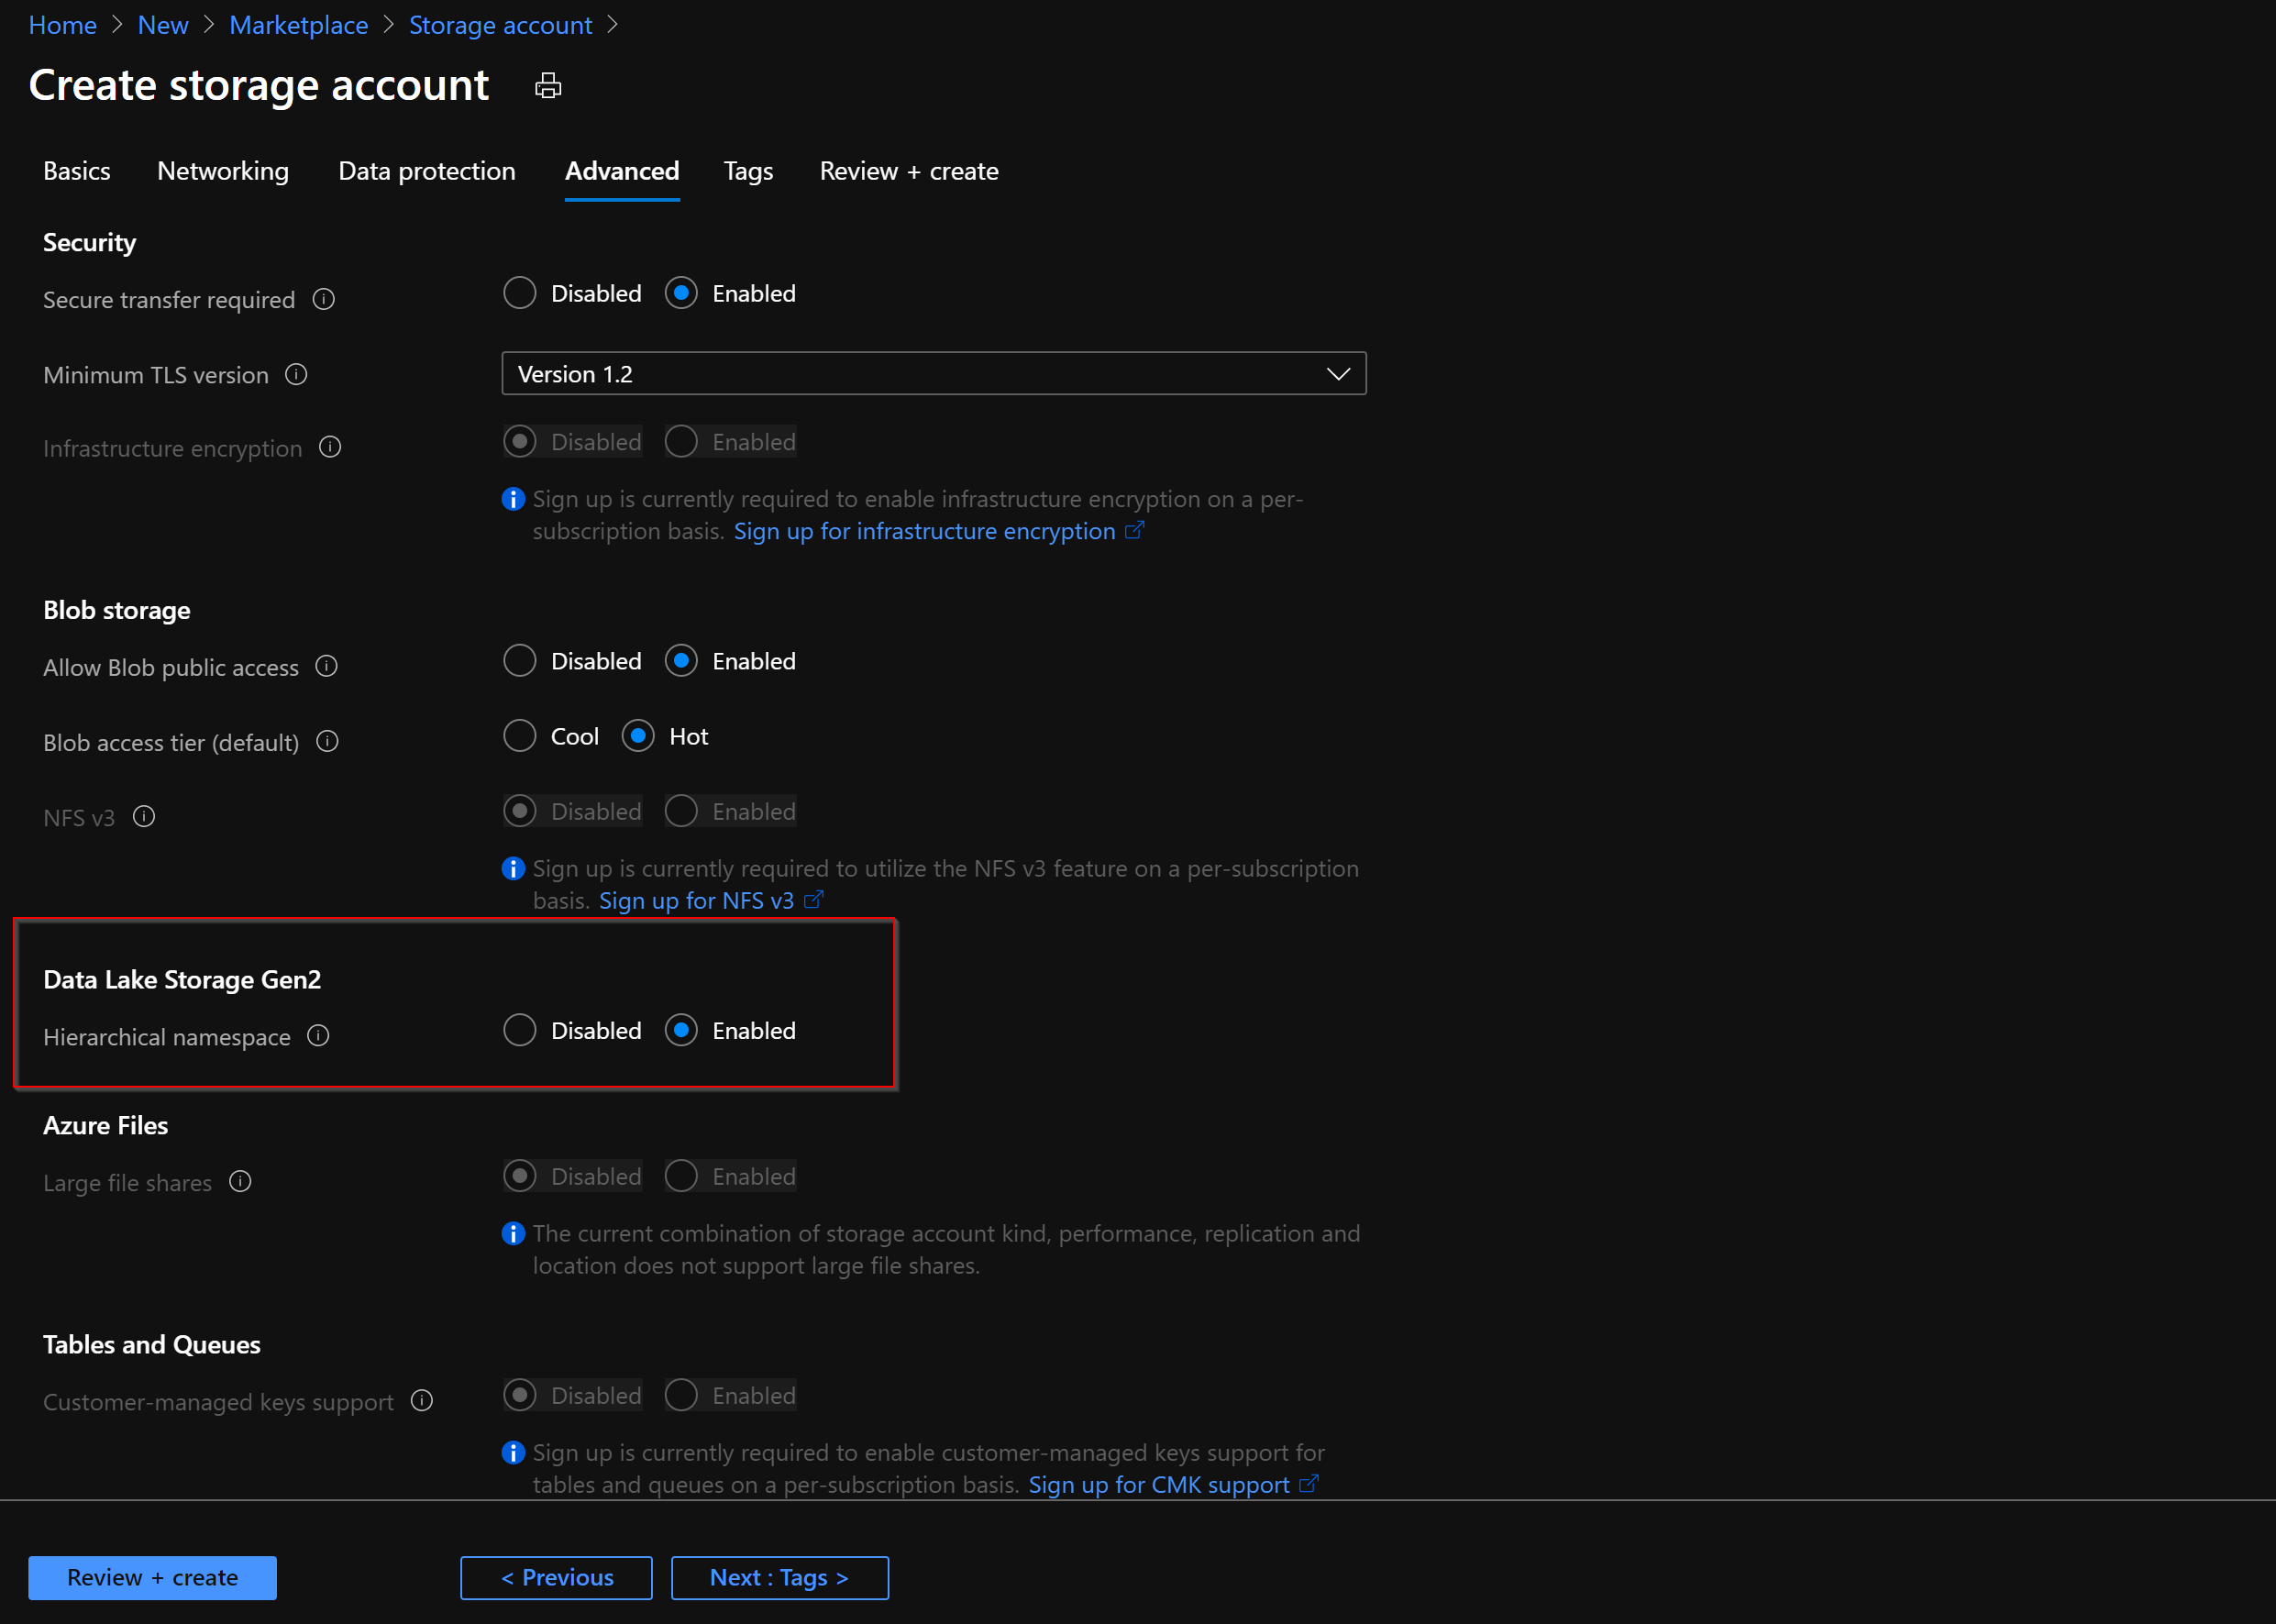 Home > New > Marketplace > Storage account >
Create storage account
Basics Networking Data protection Advanced Tags Review + create
Security
Secure transfer required Disabled Enabled
Minimum TLS version Version 1.2
Infrastructure encryption Disabled Enabled
Sign up is currently required to enable infrastructure encryption on a per-
subscription basis. Sign up for infrastructure encryption
Blob storage
Allow Blob public access Disabled Enabled
Blob access tier (default) Cool Hot
NFS v3 Disabled Enabled
Sign up is currently required to utilize the NFS v3 feature on a per-subscription
basis. Sign up for NFS v3
Data Lake Storage Gen2
Hierarchical namespace Disabled Enabled
Azure Files
Large file shares Disabled Enabled
The current combination of storage account kind, performance, replication and
location does not support large file shares.
Tables and Queues
Customer-managed keys support Disabled Enabled
Sign up is currently required to enable customer-managed keys support for
tables and queues on a per-subscription basis. Sign up for CMK support
Review + create < Previous Next : Tags >